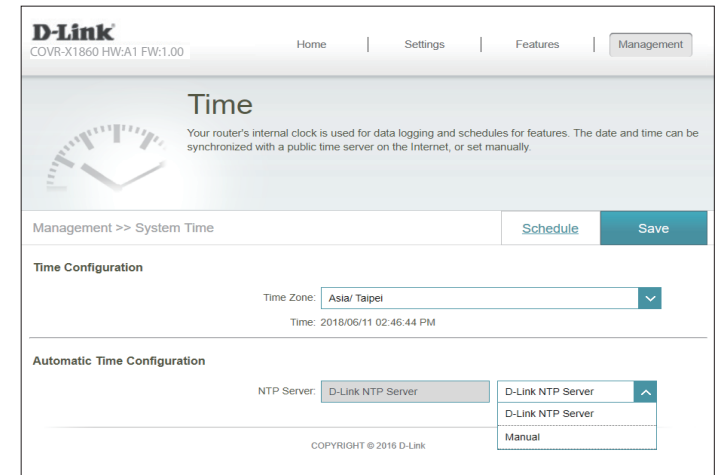 D-Link
COVR-X1860 HW:A1 FW:1.00
Home | Settings | Features | Management
Time
Your router's internal clock is used for data logging and schedules for features. The date and time can be
synchronized with a public time server on the Internet, or set manually.
Management >> System Time
Schedule
Save
Time Configuration
Time Zone: Asia/ Taipei
Time: 2018/06/11 02:46:44 PM
Automatic Time Configuration
NTP Server: D-Link NTP Server D-Link NTP Server
D-Link NTP Server
Manual
COPYRIGHT © 2016 D-Link